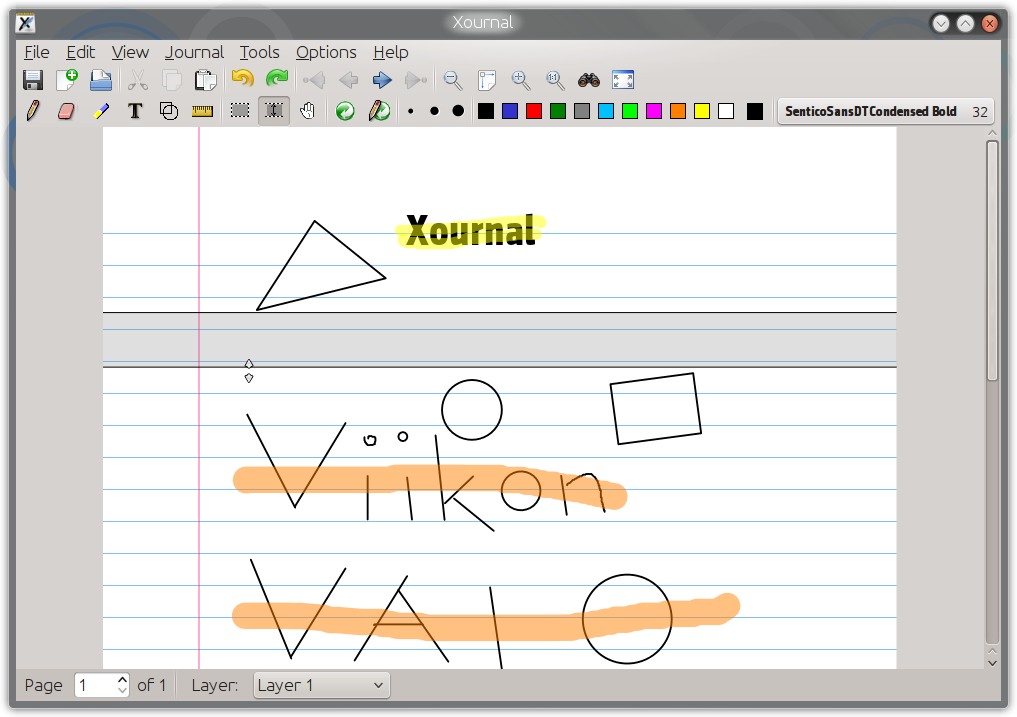 Xournal
File Edit View Journal Tools Options Help
SenticoSansDTCondensed Bold 32
Xournal
Viikon
VALO
Page 1 of 1 Layer: Layer 1